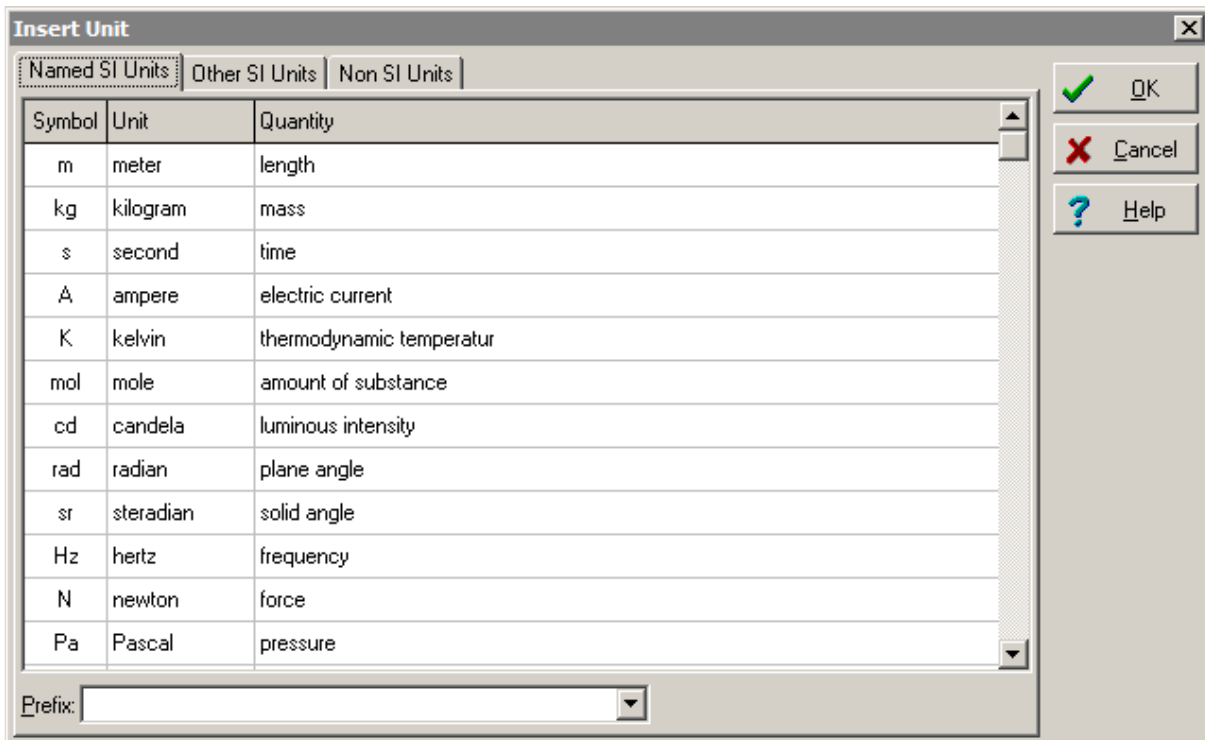 Insert Unit
Named SI Units Other SI Units Non SI Units
OK
Cancel
Help
Symbol Unit Quantity
m meter length
kg kilogram mass
s second time
A ampere electric current
K kelvin thermodynamic temperatur
mol mole amount of substance
cd candela luminous intensity
rad radian plane angle
sr steradian solid angle
Hz hertz frequency
N newton force
Pa Pascal pressure
Prefix: